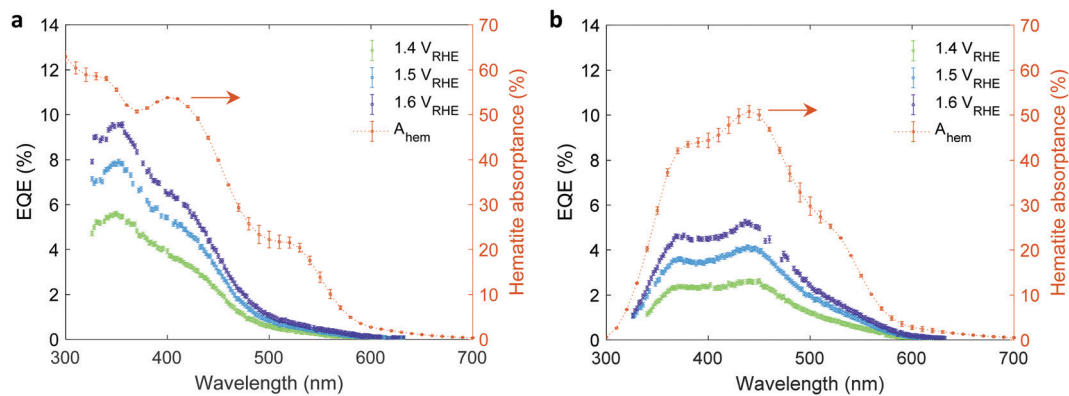 a
14
12
10
8
6
4
2
0
EQE (%)
300
400
500
600
700
Wavelength (nm)
70
60
50
40
30
20
10
0
Hematite absorptance (%)
1.4 V_RHE
1.5 V_RHE
1.6 V_RHE
A_hem
b
14
12
10
8
6
4
2
0
EQE (%)
300
400
500
600
700
Wavelength (nm)
70
60
50
40
30
20
10
0
Hematite absorptance (%)
1.4 V_RHE
1.5 V_RHE
1.6 V_RHE
A_hem